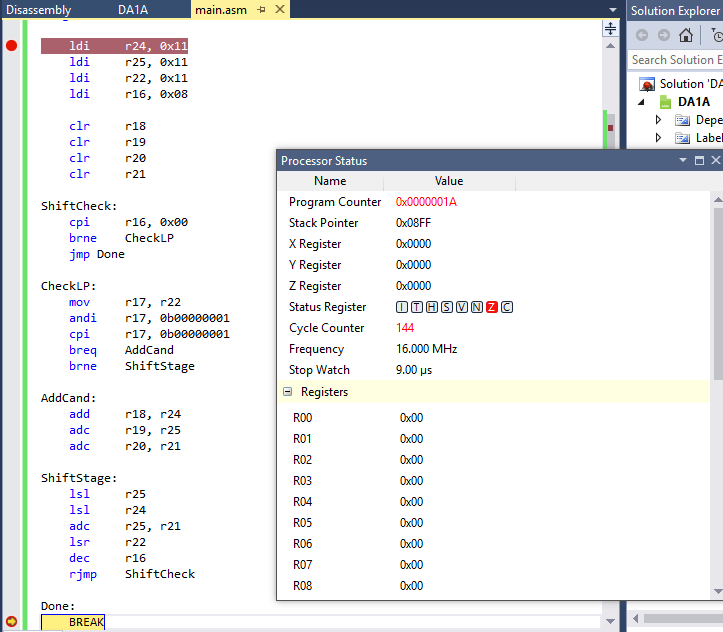 Disassembly DA1A main.asm
ldi r24, 0x11
ldi r25, 0x11
ldi r22, 0x11
ldi r16, 0x08
clr r18
clr r19
clr r20
clr r21
ShiftCheck:
cpi r16, 0x00
brne CheckLP
jmp Done
CheckLP:
mov r17, r22
andi r17, 0b00000001
cpi r17, 0b00000001
breq AddCand
brne ShiftStage
AddCand:
add r18, r24
adc r19, r25
adc r20, r21
ShiftStage:
lsl r25
lsl r24
adc r25, r21
lsr r22
dec r16
rjmp ShiftCheck
Done:
BREAK
Solution Explorer
Search Solution E
Solution 'DA
DA1A
Depe
Label
Processor Status
Name Value
Program Counter 0x0000001A
Stack Pointer 0x08FF
X Register 0x0000
Y Register 0x0000
Z Register 0x0000
Status Register I T H S V N Z C
Cycle Counter 144
Frequency 16.000 MHz
Stop Watch 9.00 µs
Registers
R00 0x00
R01 0x00
R02 0x00
R03 0x00
R04 0x00
R05 0x00
R06 0x00
R07 0x00
R08 0x00